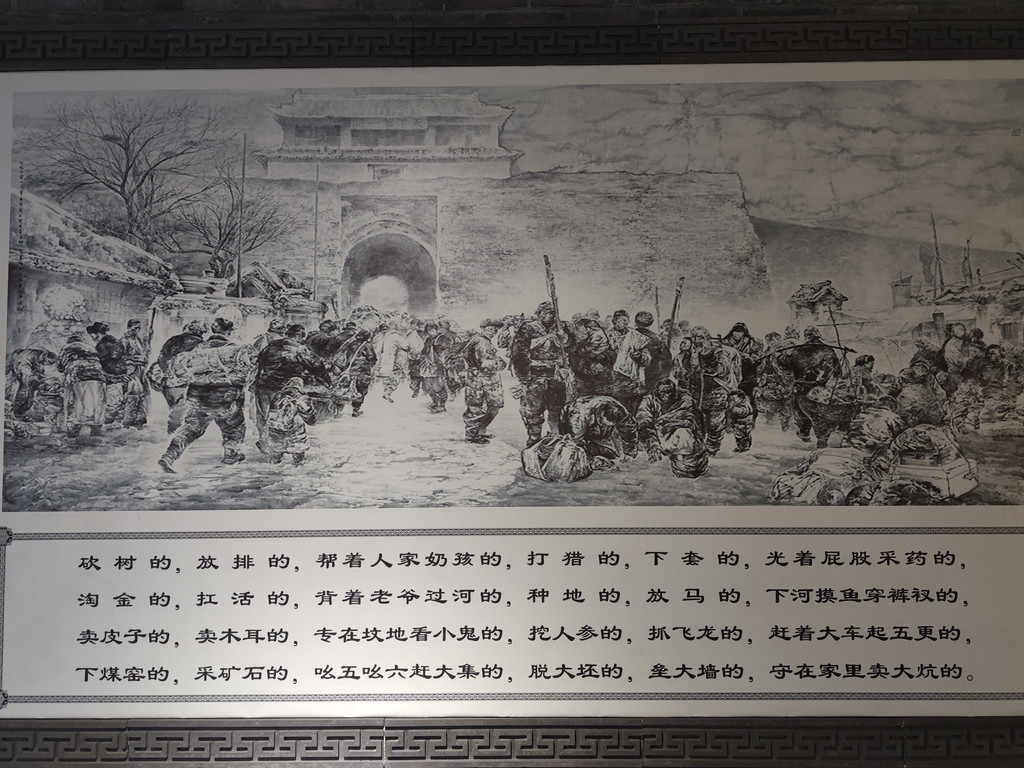 砍树的，放排的，帮着人家奶孩的，打猎的，下套的，光着屁股采药的，
淘金的，扛活的，背着老爷过河的，种地的，放马的，下河摸鱼穿裤衩的，
卖皮子的，卖木耳的，专在坟地看小鬼的，挖人参的，抓飞龙的，赶着大车起五更的，
下煤窑的，采矿石的，吆五吆六赶大集的，脱大坯的，垒大墙的，守在家里卖大炕的。